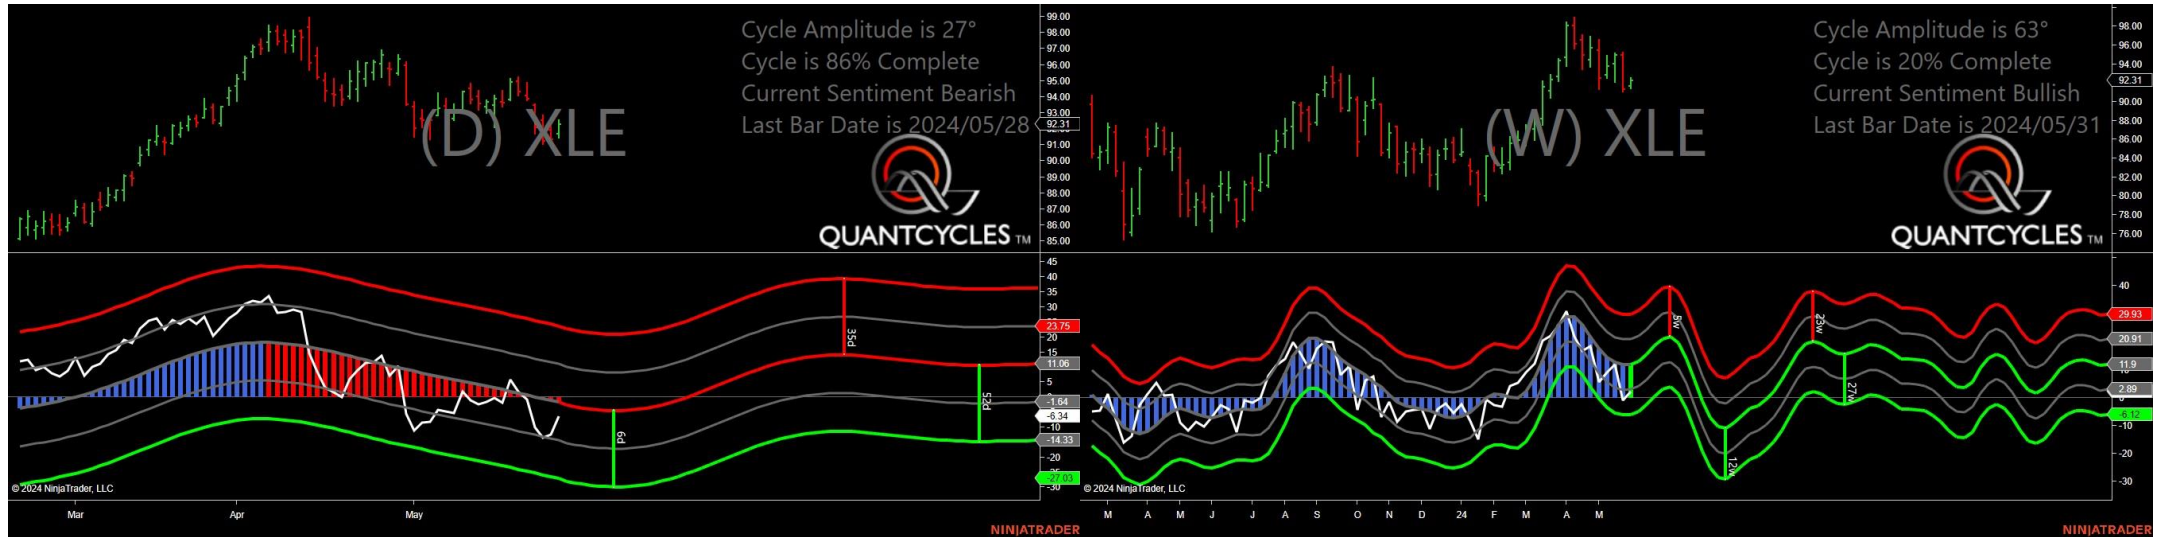 Cycle Amplitude is 27°
Cycle is 86% Complete
Current Sentiment Bearish
Last Bar Date is 2024/05/28
(D) XLE
QUANTCYCLES TM
99.00
98.00
97.00
96.00
95.00
94.00
93.00
92.31
91.00
90.00
89.00
88.00
87.00
86.00
85.00
45
40
35
30
23.75
20
15
11.06
5
-1.64
-6.34
-10
-14.33
-20
-27.03
-30
35d
52d
6d
© 2024 NinjaTrader, LLC
Mar Apr May
NINJATRADER
Cycle Amplitude is 63°
Cycle is 20% Complete
Current Sentiment Bullish
Last Bar Date is 2024/05/31
(W) XLE
QUANTCYCLES TM
98.00
96.00
94.00
92.31
90.00
88.00
86.00
84.00
82.00
80.00
78.00
76.00
40
29.93
20.91
11.9
2.89
-6.12
-10
-20
-30
5w
23w
27w
12w
© 2024 NinjaTrader, LLC
M A M J J A S O N D 24 F M A M
NINJATRADER